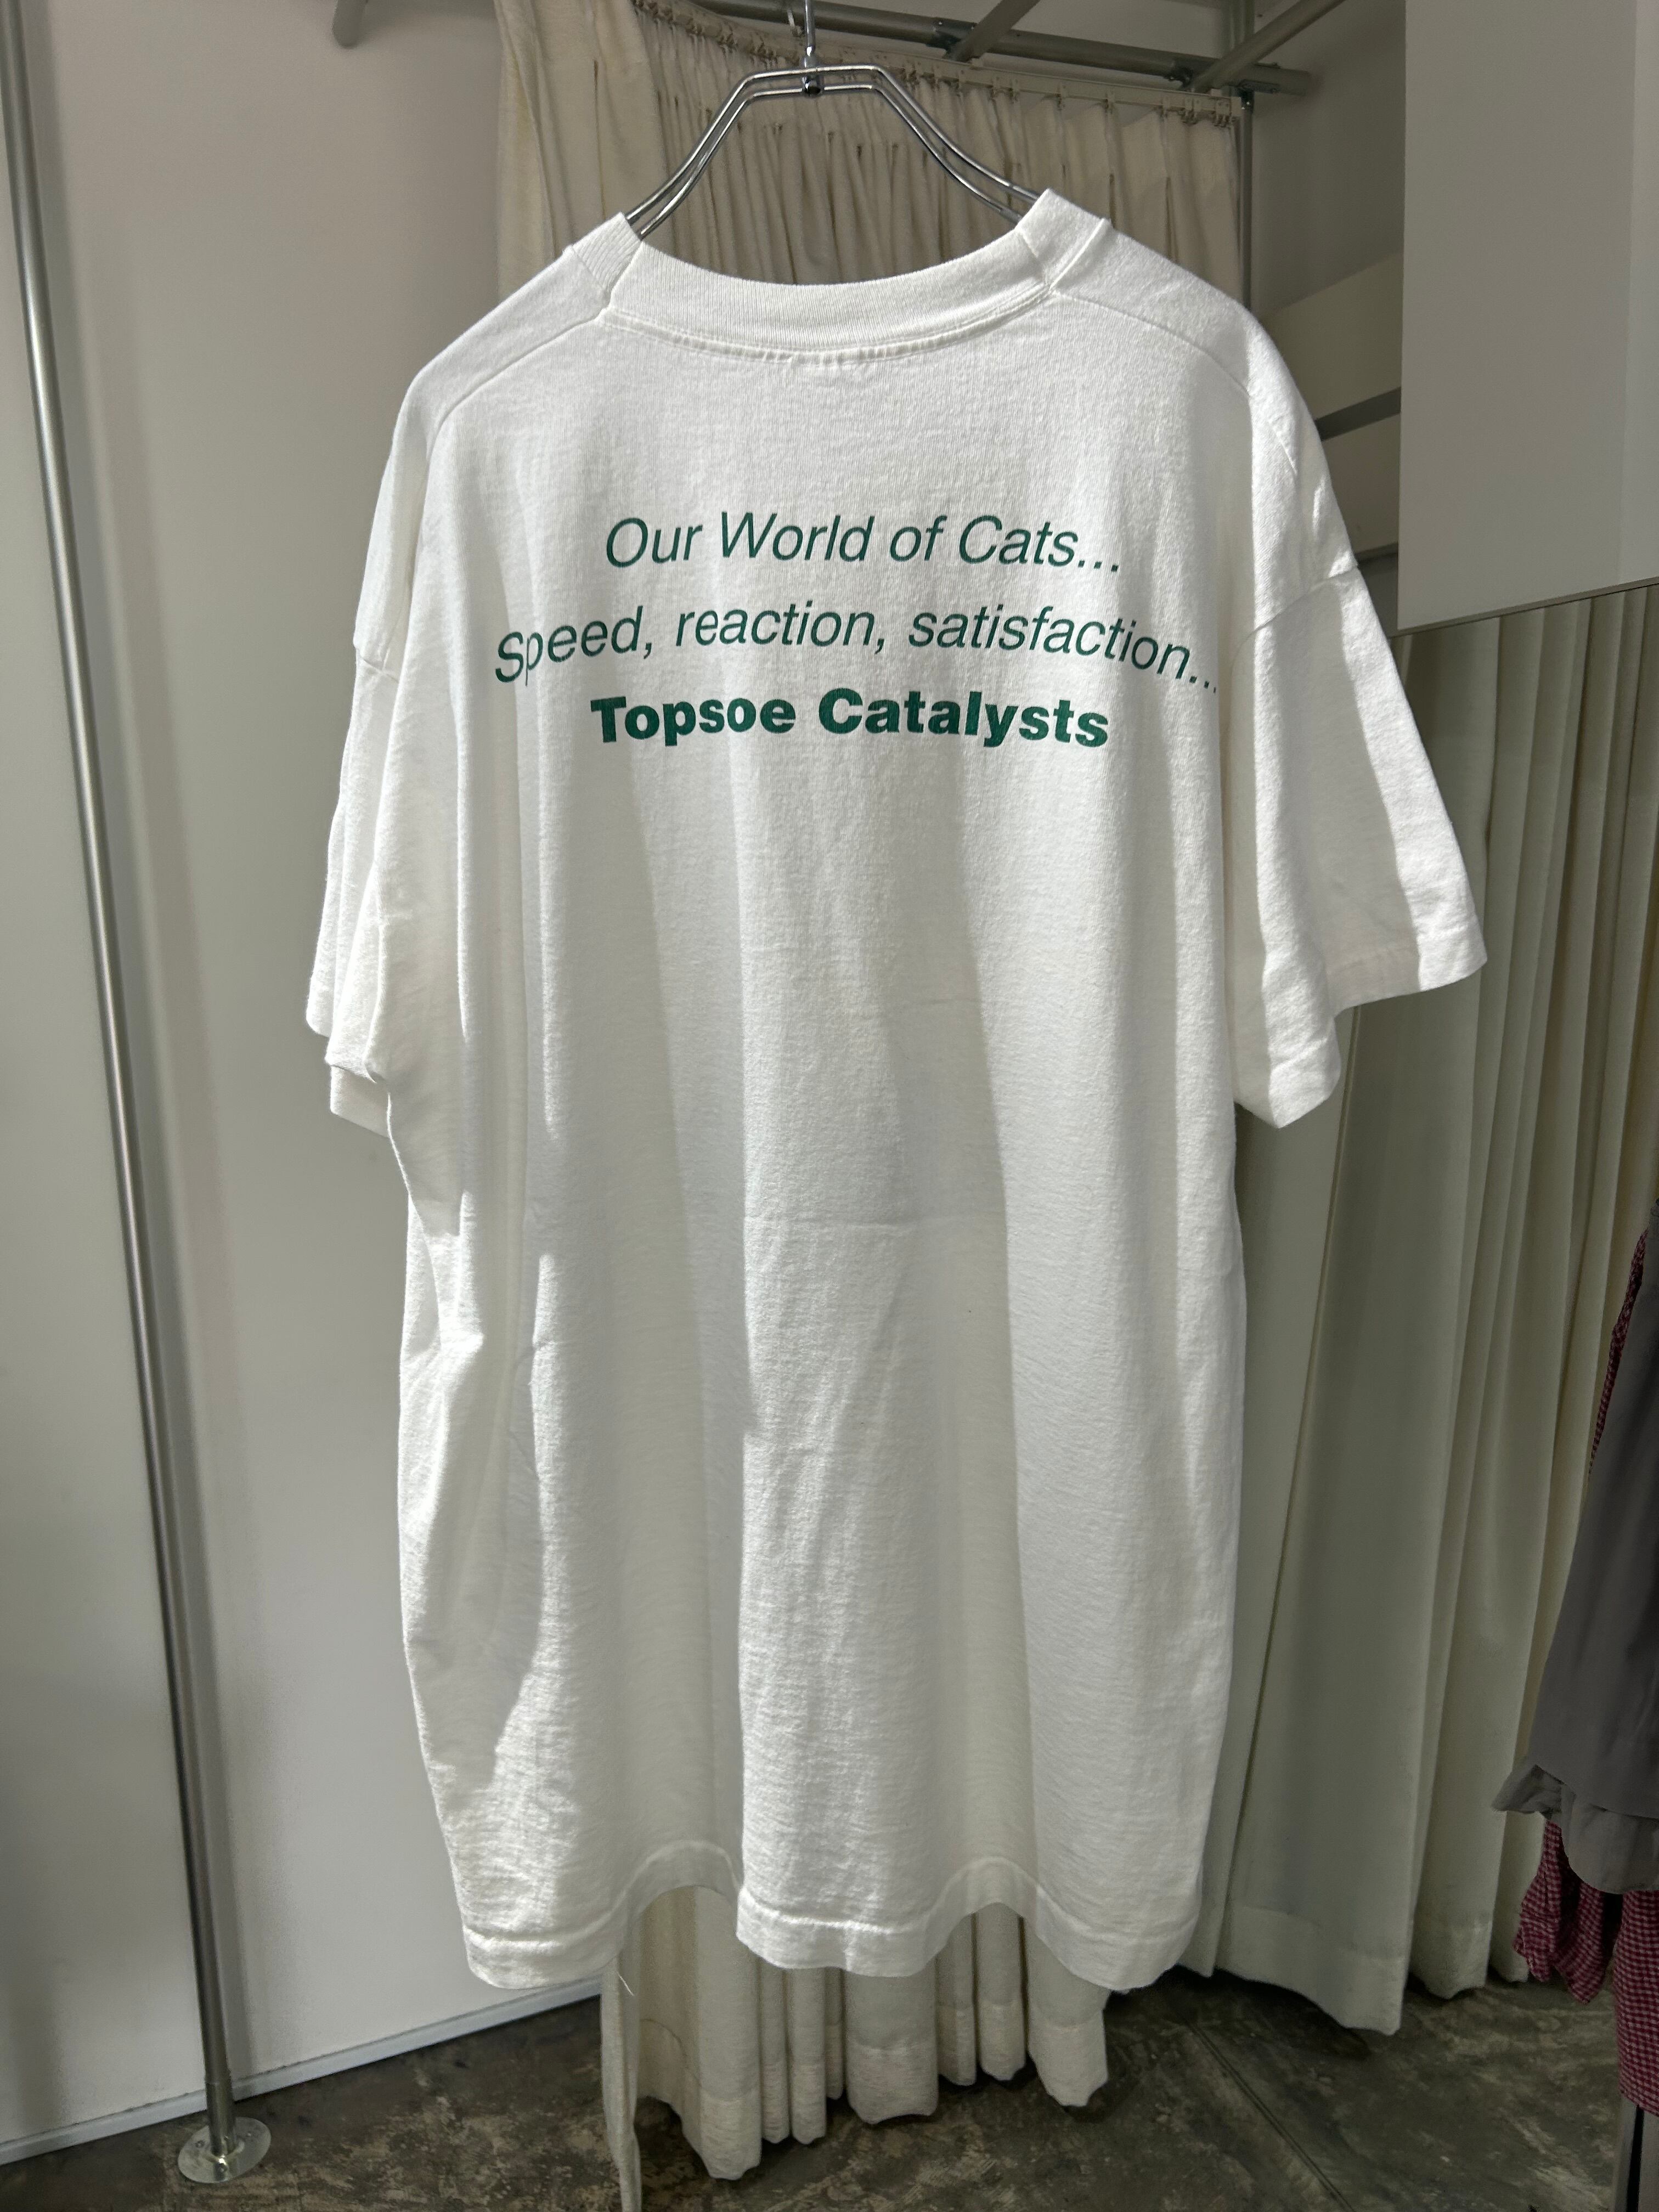 Our World of Cats...
Speed, reaction, satisfaction...
Topsoe Catalysts